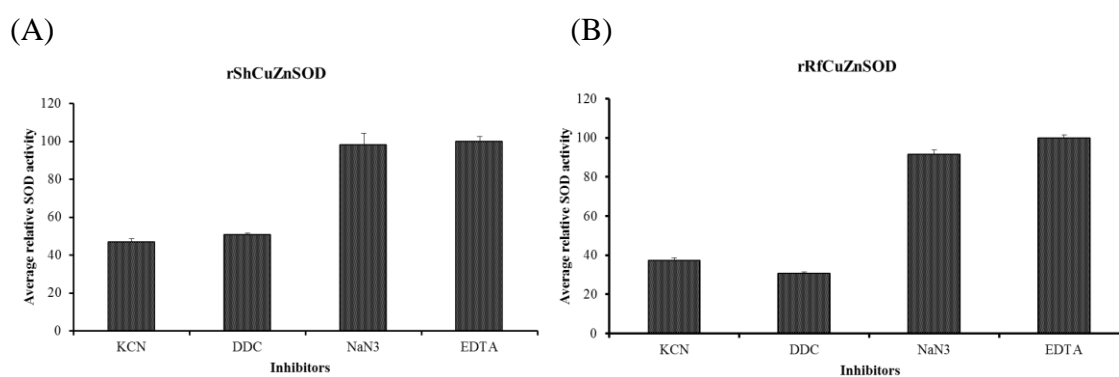 (A)
rShCuZnSOD
Average relative SOD activity
120
100
80
60
40
20
0
KCN
DDC
NaN3
EDTA
Inhibitors
(B)
rRfCuZnSOD
Average relative SOD activity
120
100
80
60
40
20
0
KCN
DDC
NaN3
EDTA
Inhibitors